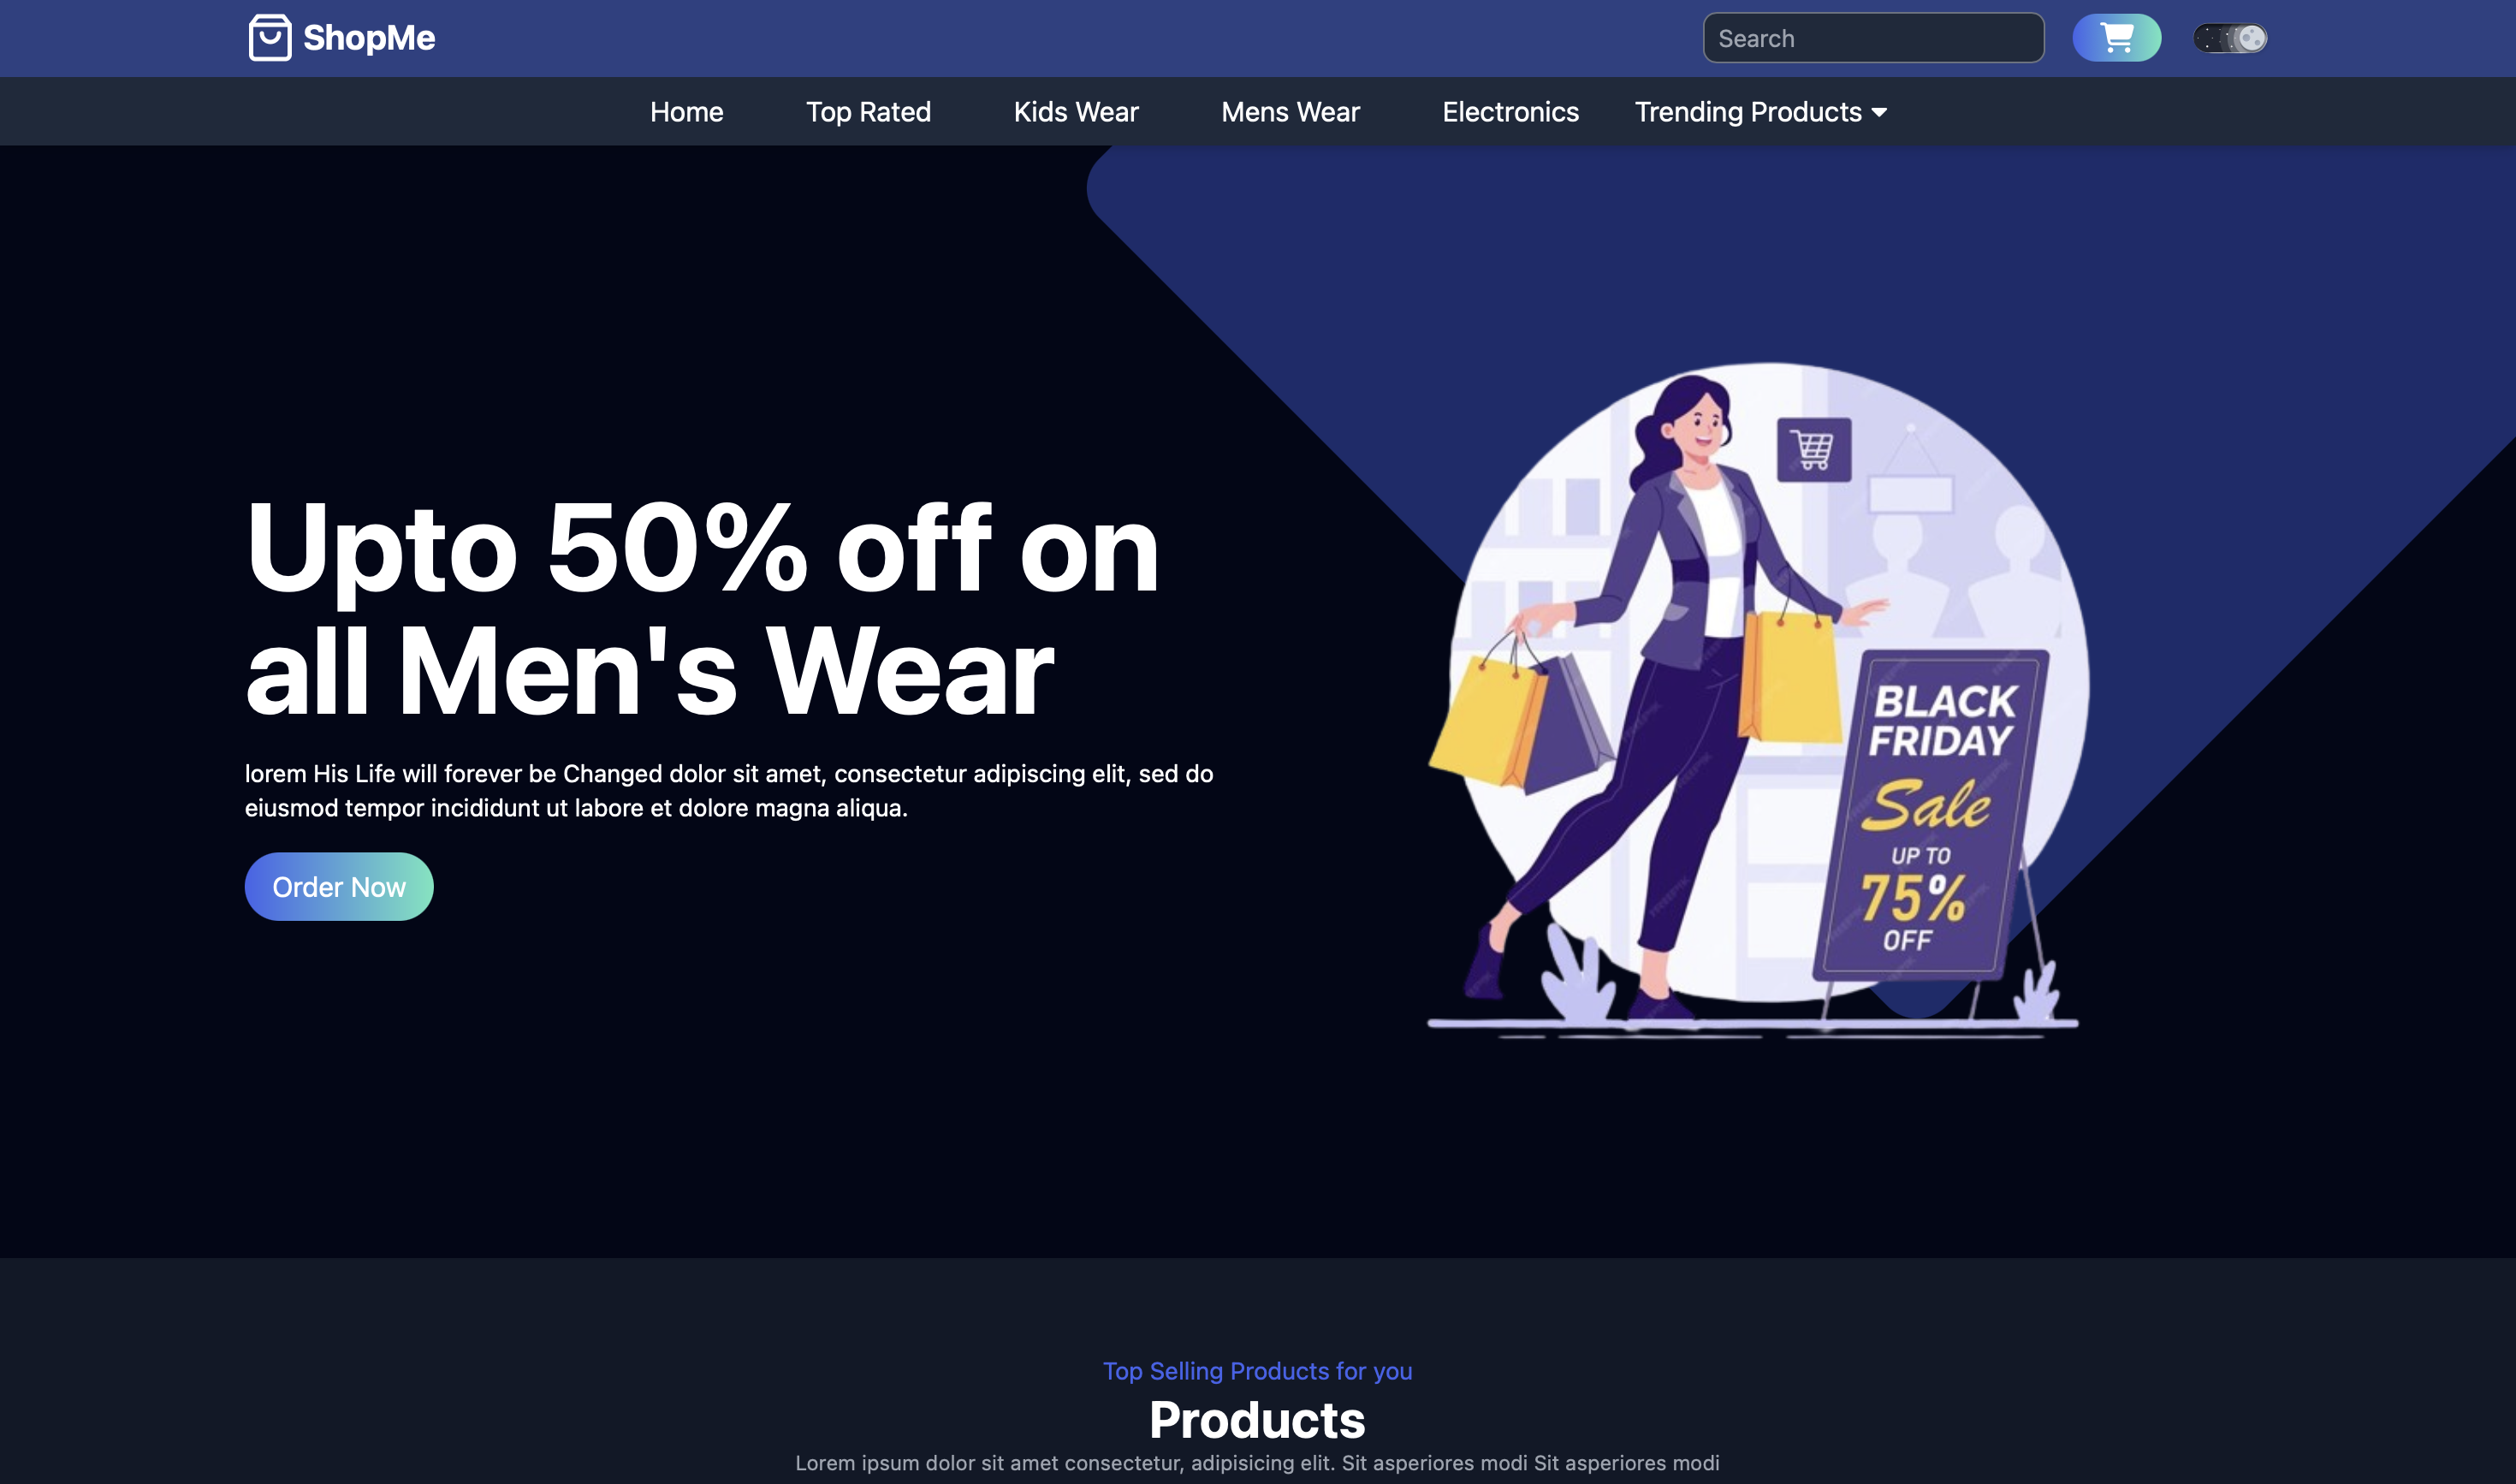 ShopMe
Search
Home
Top Rated
Kids Wear
Mens Wear
Electronics
Trending Products
Upto 50% off on
all Men's Wear
lorem His Life will forever be Changed dolor sit amet, consectetur adipiscing elit, sed do
eiusmod tempor incididunt ut labore et dolore magna aliqua.
Order Now
BLACK
FRIDAY
Sale
UP TO
75%
OFF
Top Selling Products for you
Products
Lorem ipsum dolor sit amet consectetur, adipisicing elit. Sit asperiores modi Sit asperiores modi